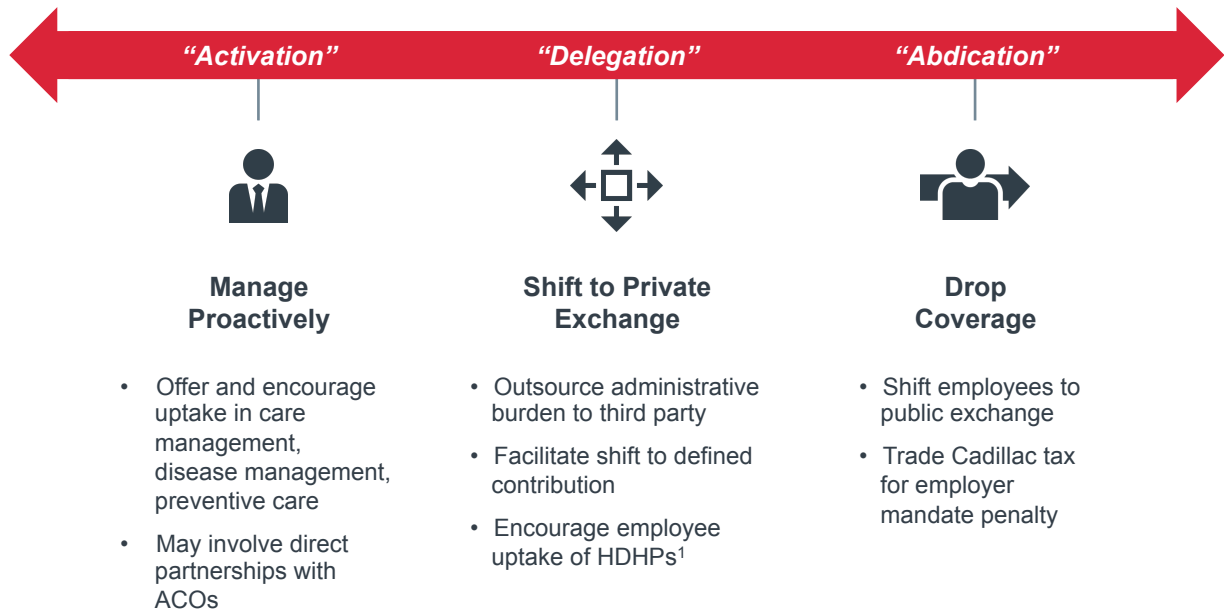 “Activation”
“Delegation”
“Abdication”
Manage
Proactively
• Offer and encourage
uptake in care
management,
disease management,
preventive care
• May involve direct
partnerships with
ACOs
Shift to Private
Exchange
• Outsource administrative
burden to third party
• Facilitate shift to defined
contribution
• Encourage employee
uptake of HDHPs¹
Drop
Coverage
• Shift employees to
public exchange
• Trade Cadillac tax
for employer
mandate penalty